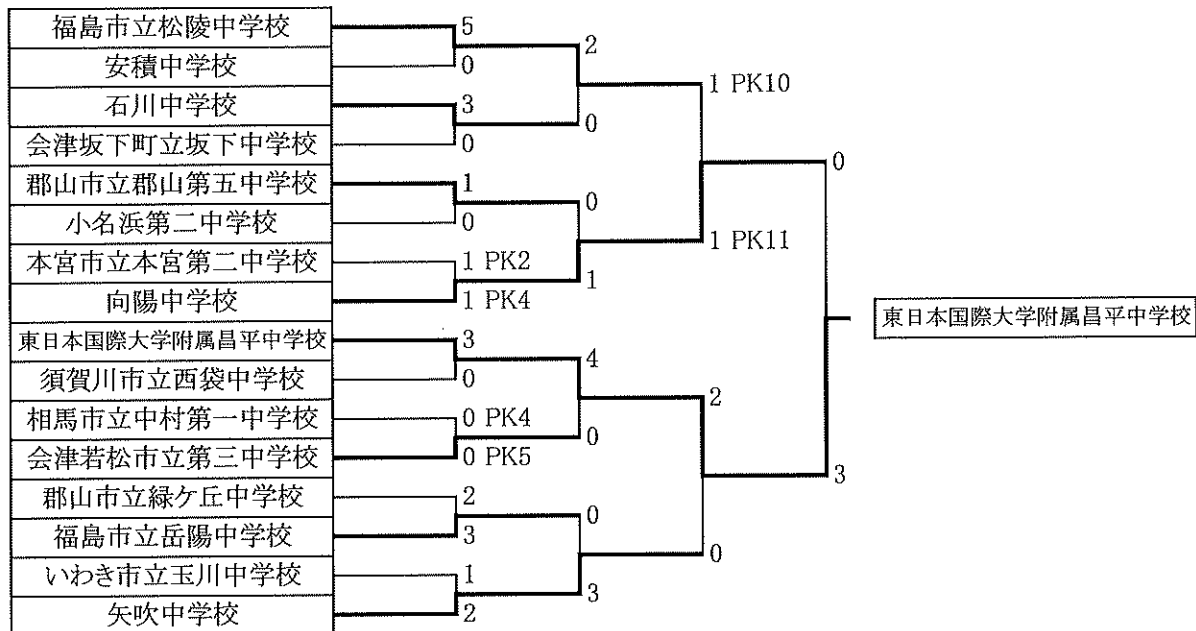 福島市立松陵中学校
5
2
安積中学校
0
1 PK10
石川中学校
3
0
会津坂下町立坂下中学校
0
0
郡山市立郡山第五中学校
1
0
小名浜第二中学校
0
1 PK11
本宮市立本宮第二中学校
1 PK2
1
向陽中学校
1 PK4
東日本国際大学附属昌平中学校
東日本国際大学附属昌平中学校
3
4
須賀川市立西袋中学校
0
2
相馬市立中村第一中学校
0 PK4
0
会津若松市立第三中学校
0 PK5
3
郡山市立緑ケ丘中学校
2
0
福島市立岳陽中学校
3
0
いわき市立玉川中学校
1
3
矢吹中学校
2